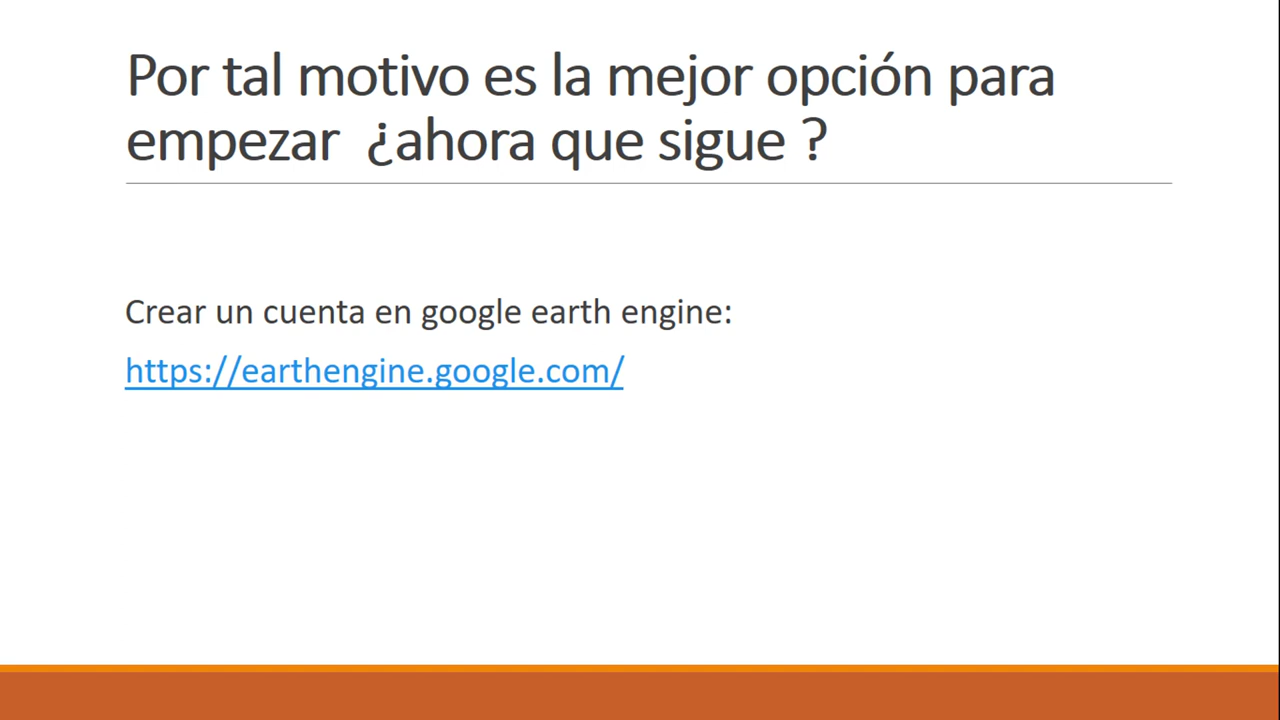 Por tal motivo es la mejor opción para
empezar ¿ahora que sigue ?
Crear un cuenta en google earth engine:
https://earthengine.google.com/